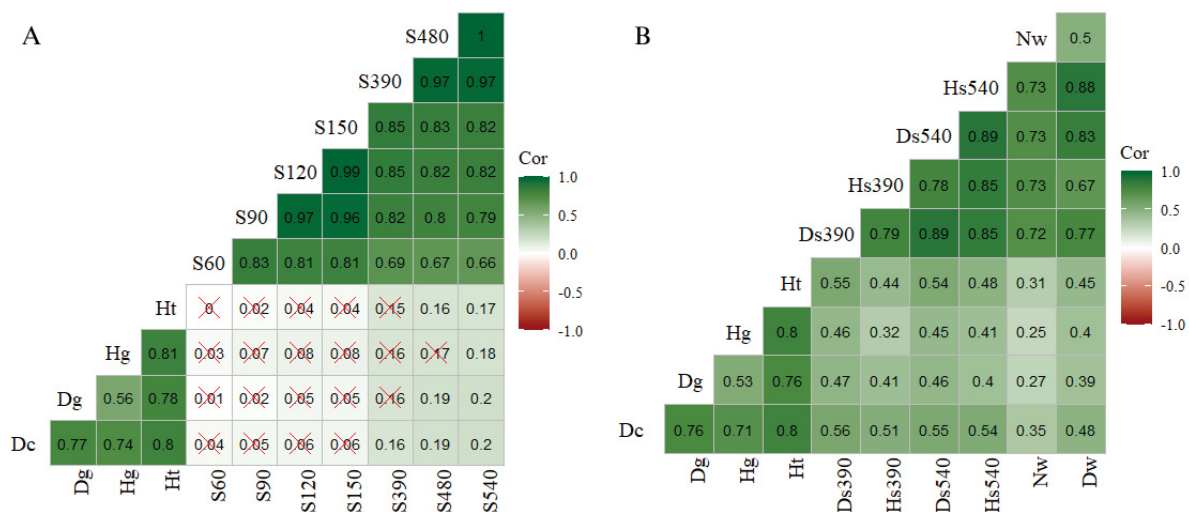 A
S480 1
S390 0.97 0.97
S150 0.85 0.83 0.82
S120 0.99 0.85 0.82 0.82
S90 0.97 0.96 0.82 0.8 0.79
S60 0.83 0.81 0.81 0.69 0.67 0.66
Ht 0 0.02 0.04 0.04 0.15 0.16 0.17
Hg 0.81 0.03 0.07 0.08 0.08 0.16 0.17 0.18
Dg 0.56 0.78 0.01 0.02 0.05 0.05 0.16 0.19 0.2
Dc 0.77 0.74 0.8 0.04 0.05 0.06 0.06 0.16 0.19 0.2
Dg Hg Ht S60 S90 S120 S150 S390 S480 S540
Cor
1.0
0.5
0.0
-0.5
-1.0
B
Nw 0.5
Hs540 0.73 0.88
Ds540 0.89 0.73 0.83
Hs390 0.78 0.85 0.73 0.67
Ds390 0.79 0.89 0.85 0.72 0.77
Ht 0.55 0.44 0.54 0.48 0.31 0.45
Hg 0.8 0.46 0.32 0.45 0.41 0.25 0.4
Dg 0.53 0.76 0.47 0.41 0.46 0.4 0.27 0.39
Dc 0.76 0.71 0.8 0.56 0.51 0.55 0.54 0.35 0.48
Dg Hg Ht Ds390 Hs390 Ds540 Hs540 Nw Dw
Cor
1.0
0.5
0.0
-0.5
-1.0